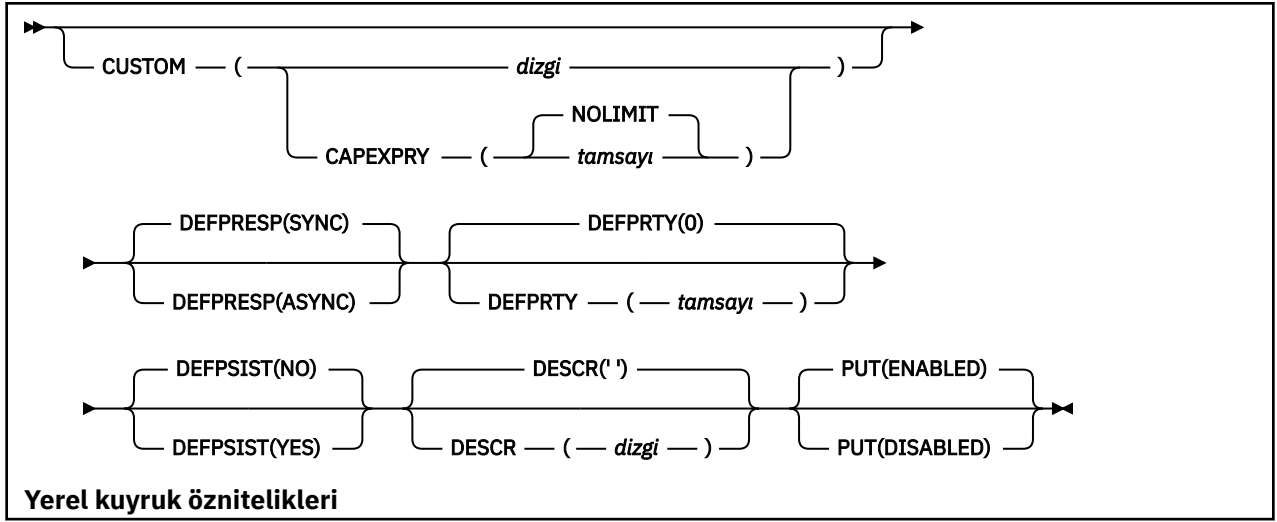 CUSTOM ( dizgi )
NOLIMIT
CAPEXPRY ( tamsayı )
DEFPRESP(SYNC) DEFPRTY(0)
DEFPRESP(ASYNC) DEFPRTY ( tamsayı )
DEFPSIST(NO) DESCR(' ') PUT(ENABLED)
DEFPSIST(YES) DESCR ( dizgi ) PUT(DISABLED)
Yerel kuyruk öznitelikleri